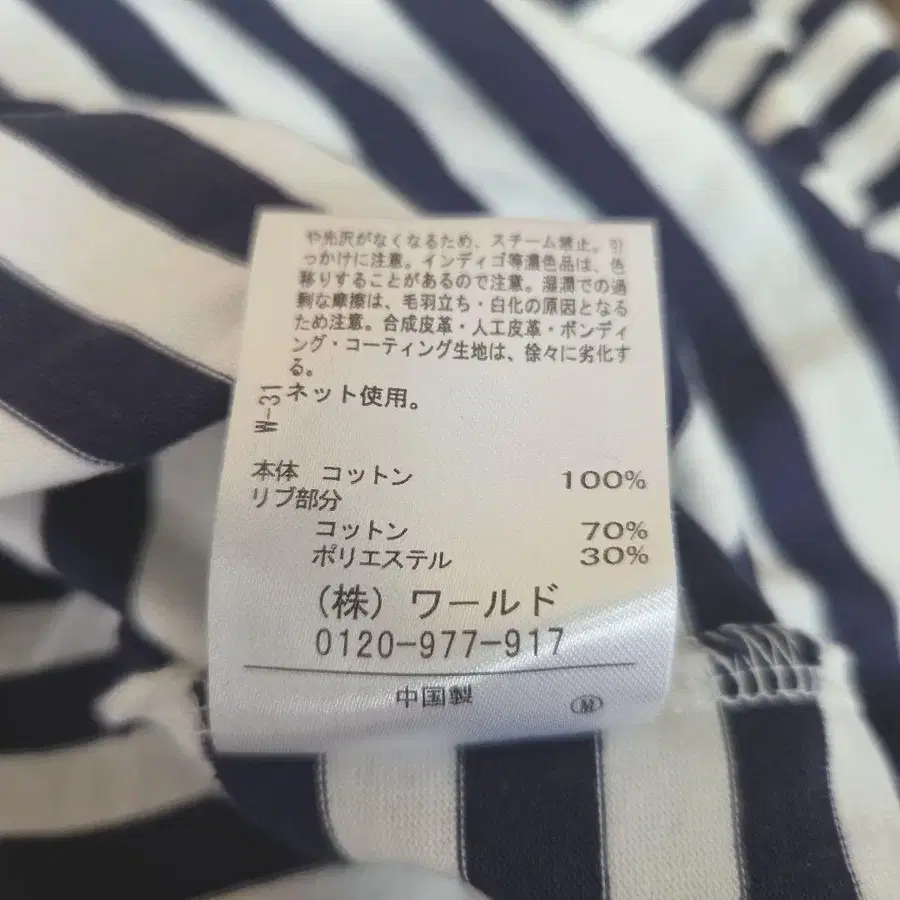 や光沢がなくなるため、スチーム禁止。引
っかけに注意。インディゴ等濃色品は、色
移りすることがあるので注意。湿潤での過
剰な摩擦は、毛羽立ち・白化の原因となる
ため注意。合成皮革・人工皮革・ボンディ
ング・コーティング生地は、徐々に劣化す
る。
ネット使用。
W-31
本体 コットン 100%
リブ部分
コットン 70%
ポリエステル 30%
(株) ワールド
0120-977-917
中国製
M